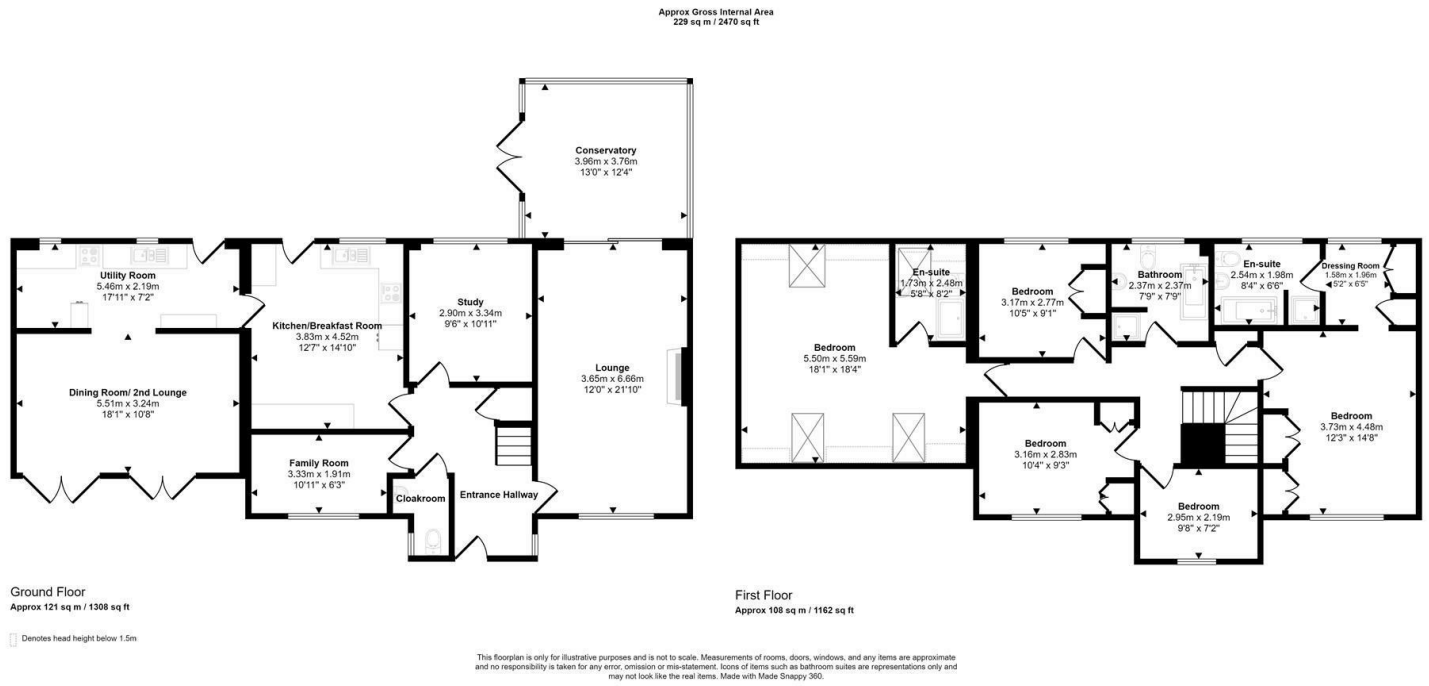 Approx Gross Internal Area
229 sq m / 2470 sq ft
Conservatory
3.96m x 3.76m
13'0" x 12'4"
Utility Room
5.46m x 2.19m
17'11" x 7'2"
Kitchen/Breakfast Room
3.83m x 4.52m
12'7" x 14'10"
Study
2.90m x 3.34m
9'6" x 10'11"
Lounge
3.65m x 6.66m
12'0" x 21'10"
Dining Room/ 2nd Lounge
5.51m x 3.24m
18'1" x 10'8"
Family Room
3.33m x 1.91m
10'11" x 6'3"
Cloakroom
Entrance Hallway
Ground Floor
Approx 121 sq m / 1308 sq ft
Denotes head height below 1.5m
Bedroom
5.50m x 5.59m
18'1" x 18'4"
En-suite
1.73m x 2.48m
5'8" x 8'2"
Bedroom
3.17m x 2.77m
10'5" x 9'1"
Bathroom
2.37m x 2.37m
7'9" x 7'9"
En-suite
2.54m x 1.98m
8'4" x 6'6"
Dressing Room
1.58m x 1.96m
5'2" x 6'5"
Bedroom
3.73m x 4.48m
12'3" x 14'8"
Bedroom
3.16m x 2.83m
10'4" x 9'3"
Bedroom
2.95m x 2.19m
9'8" x 7'2"
First Floor
Approx 108 sq m / 1162 sq ft
This floorplan is only for illustrative purposes and is not to scale. Measurements of rooms, doors, windows, and any items are approximate
and no responsibility is taken for any error, omission or mis-statement. Icons of items such as bathroom suites are representations only and
may not look like the real items. Made with Made Snappy 360.